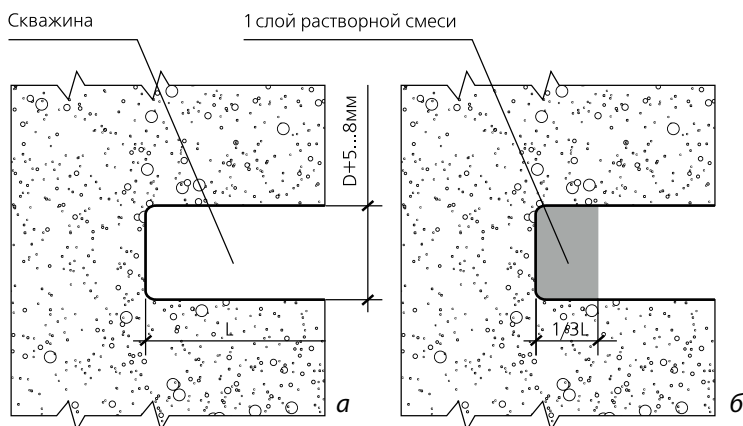 Скважина
1 слой растворной смеси
D+5...8мм
L
1/3L
а
б